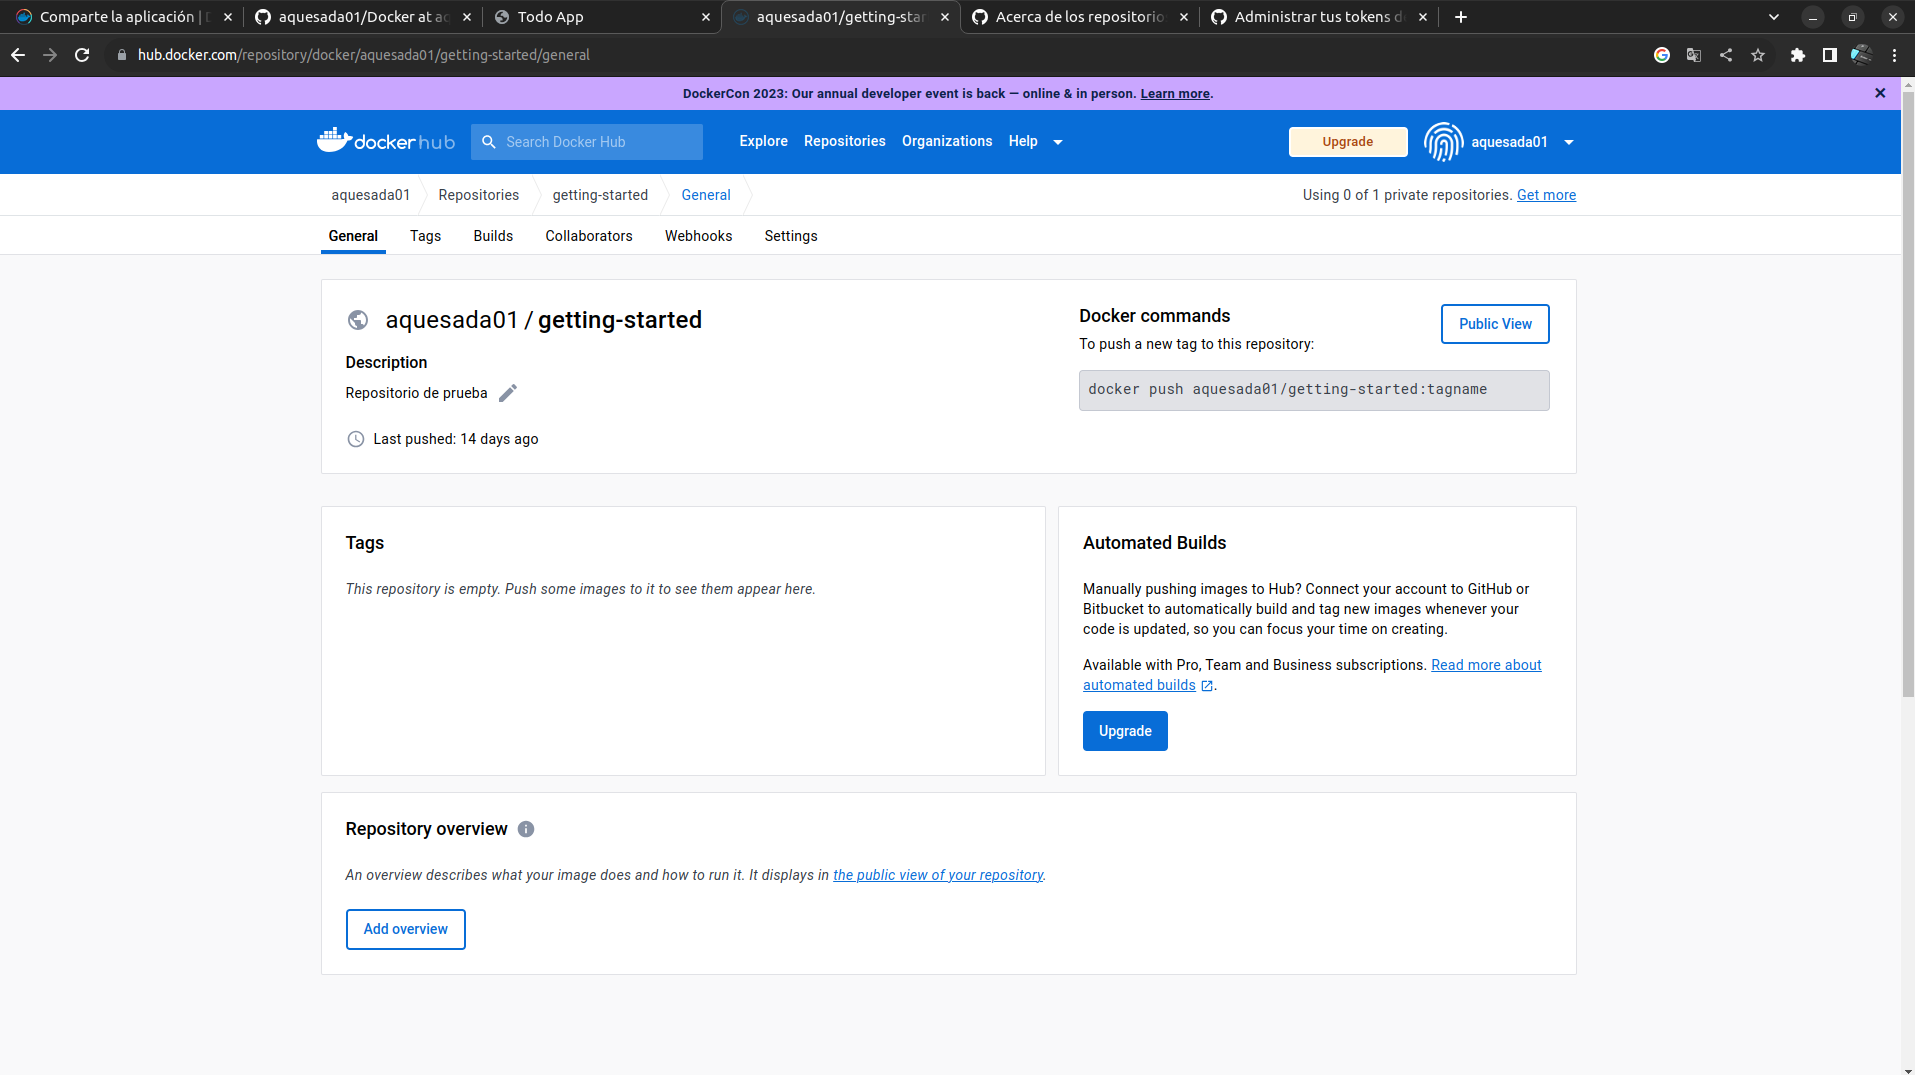 Comparte la aplicación |
aquesada01/Docker at
Todo App
aquesada01/getting-star
Acerca de los repositorio
Administrar tus tokens
hub.docker.com/repository/docker/aquesada01/getting-started/general
DockerCon 2023: Our annual developer event is back — online & in person. Learn more.
dockerhub
Search Docker Hub
Explore
Repositories
Organizations
Help
Upgrade
aquesada01
aquesada01
Repositories
getting-started
General
Using 0 of 1 private repositories. Get more
General
Tags
Builds
Collaborators
Webhooks
Settings
aquesada01 / getting-started
Description
Repositorio de prueba
Last pushed: 14 days ago
Docker commands
To push a new tag to this repository:
Public View
docker push aquesada01/getting-started:tagname
Tags
This repository is empty. Push some images to it to see them appear here.
Automated Builds
Manually pushing images to Hub? Connect your account to GitHub or
Bitbucket to automatically build and tag new images whenever your
code is updated, so you can focus your time on creating.
Available with Pro, Team and Business subscriptions. Read more about
automated builds.
Upgrade
Repository overview
An overview describes what your image does and how to run it. It displays in the public view of your repository.
Add overview